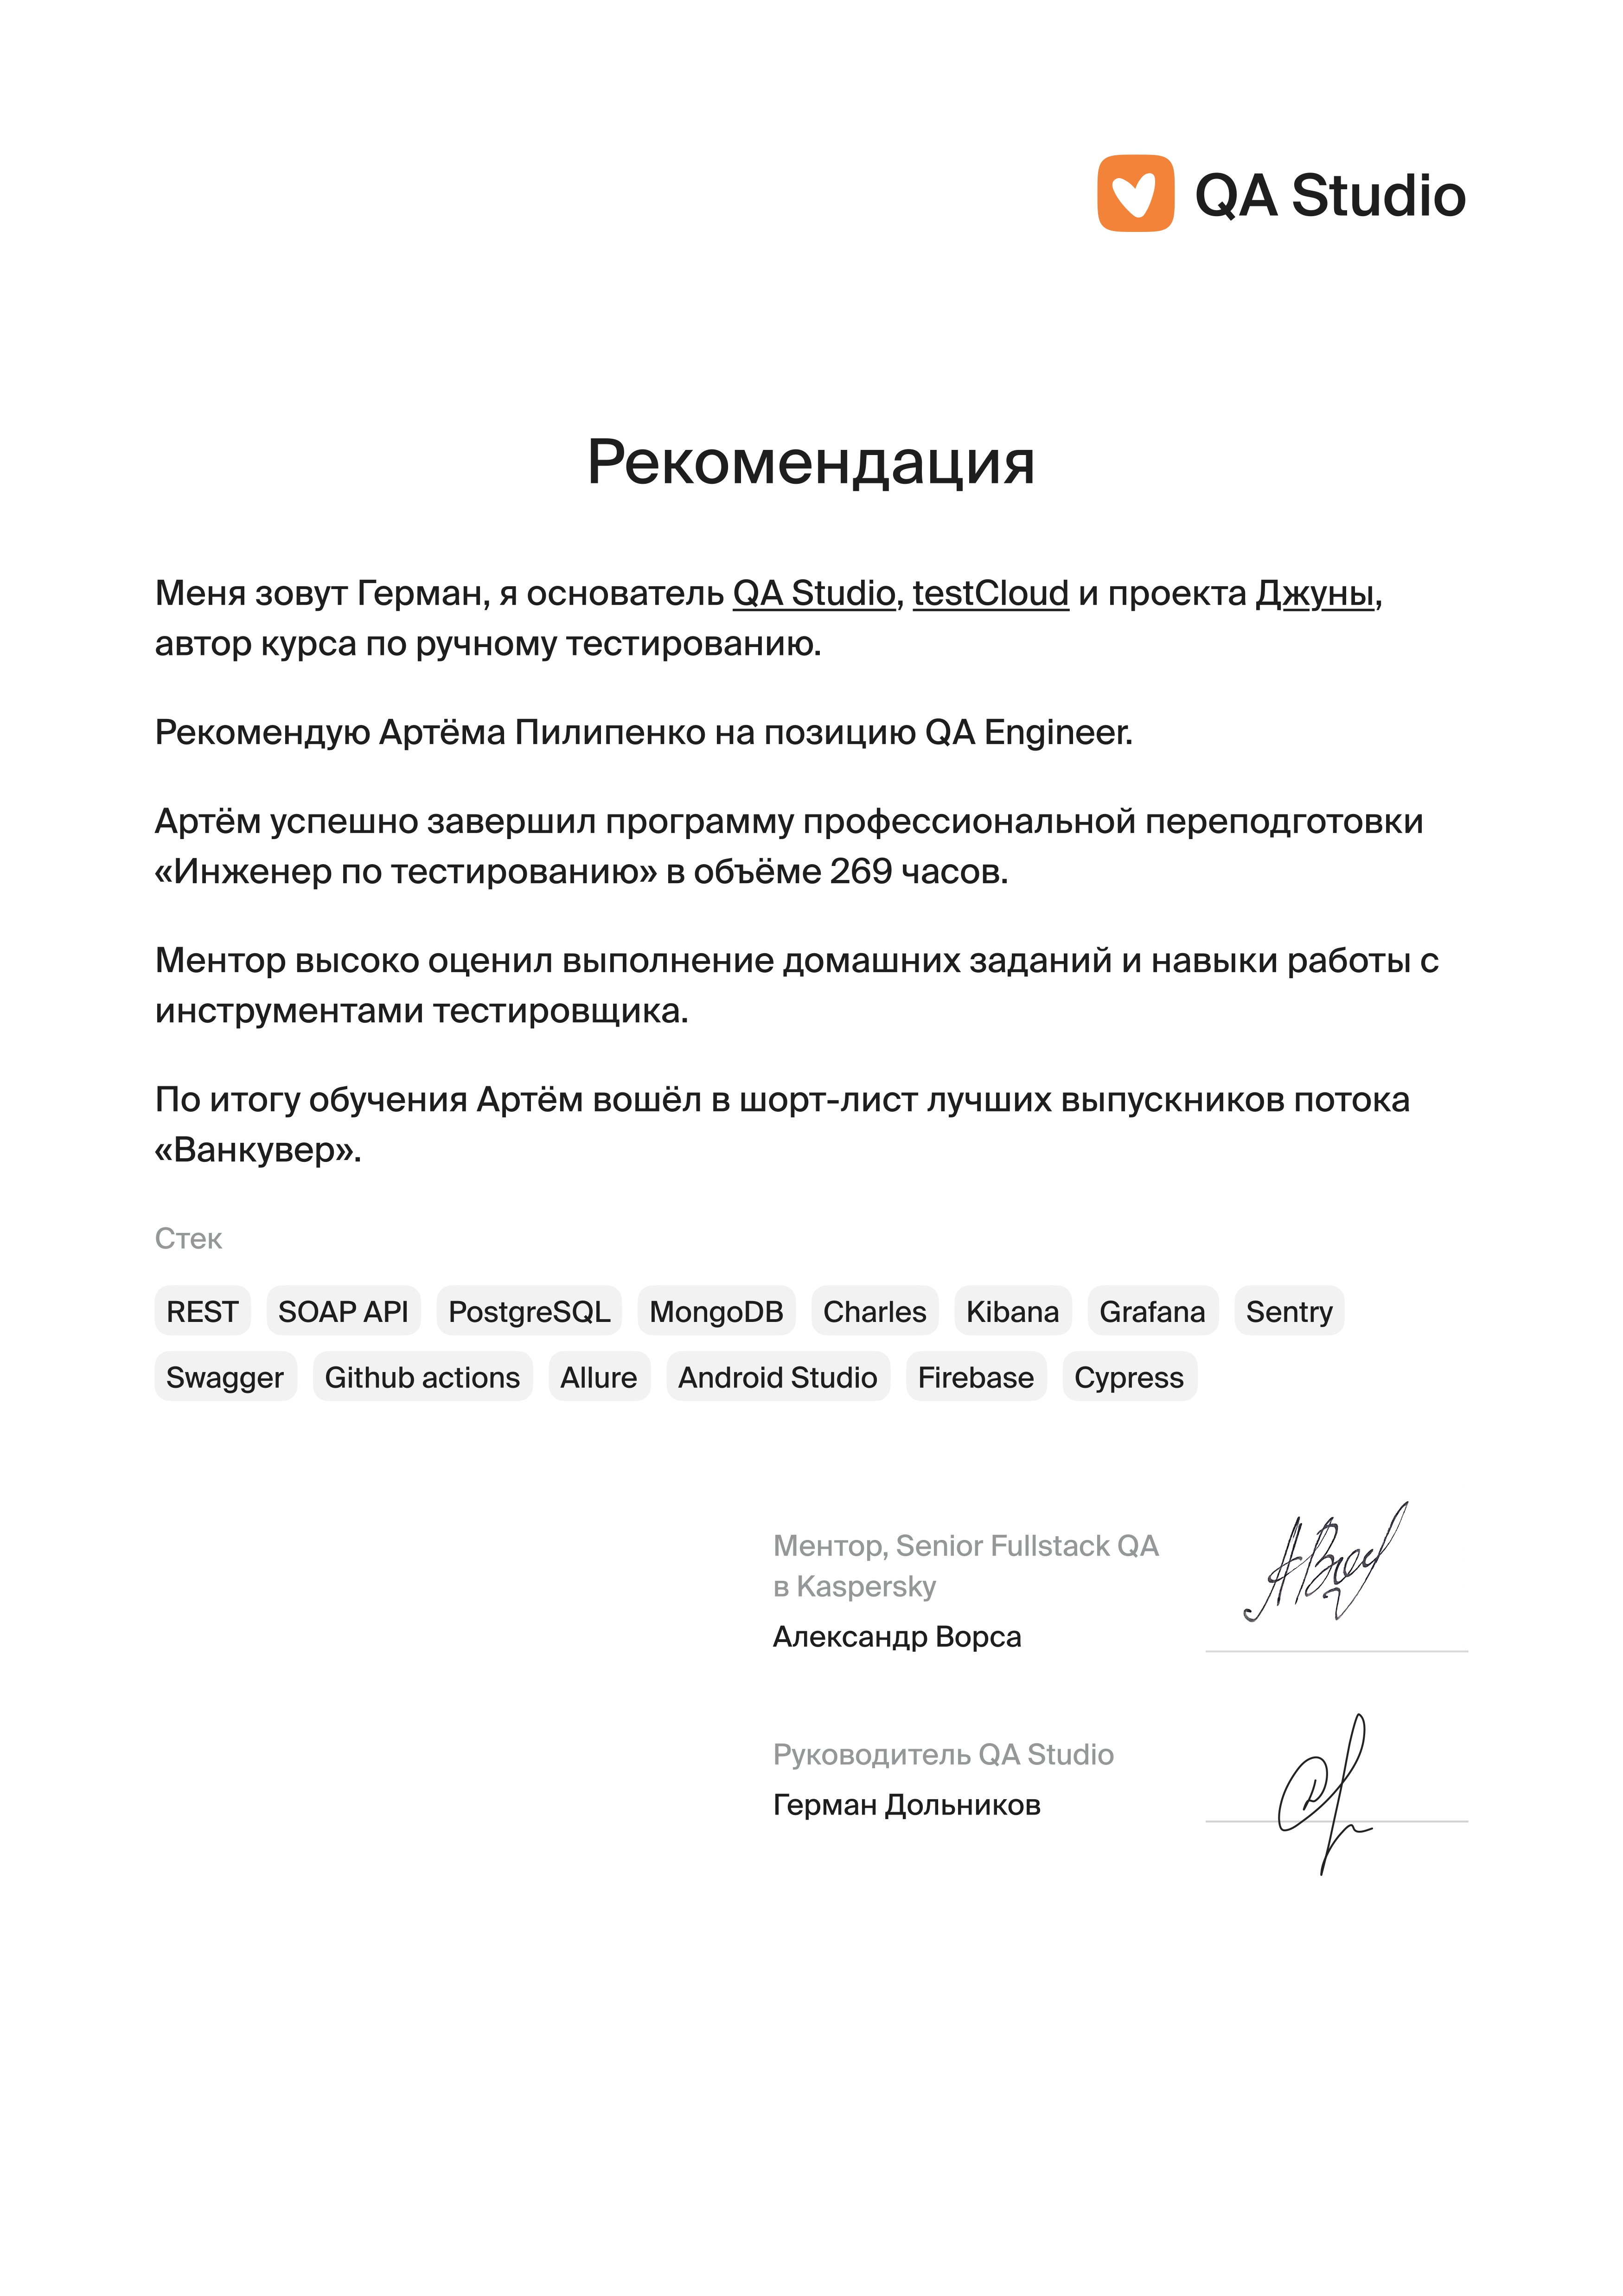 QA Studio
Рекомендация
Меня зовут Герман, я основатель QA Studio, testCloud и проекта Джуны,
автор курса по ручному тестированию.
Рекомендую Артёма Пилипенко на позицию QA Engineer.
Артём успешно завершил программу профессиональной переподготовки
«Инженер по тестированию» в объёме 269 часов.
Ментор высоко оценил выполнение домашних заданий и навыки работы с
инструментами тестировщика.
По итогу обучения Артём вошёл в шорт-лист лучших выпускников потока
«Ванкувер».
Стек
REST SOAP API PostgreSQL MongoDB Charles Kibana Grafana Sentry
Swagger Github actions Allure Android Studio Firebase Cypress
Ментор, Senior Fullstack QA
в Kaspersky
Александр Ворса
Руководитель QA Studio
Герман Дольников